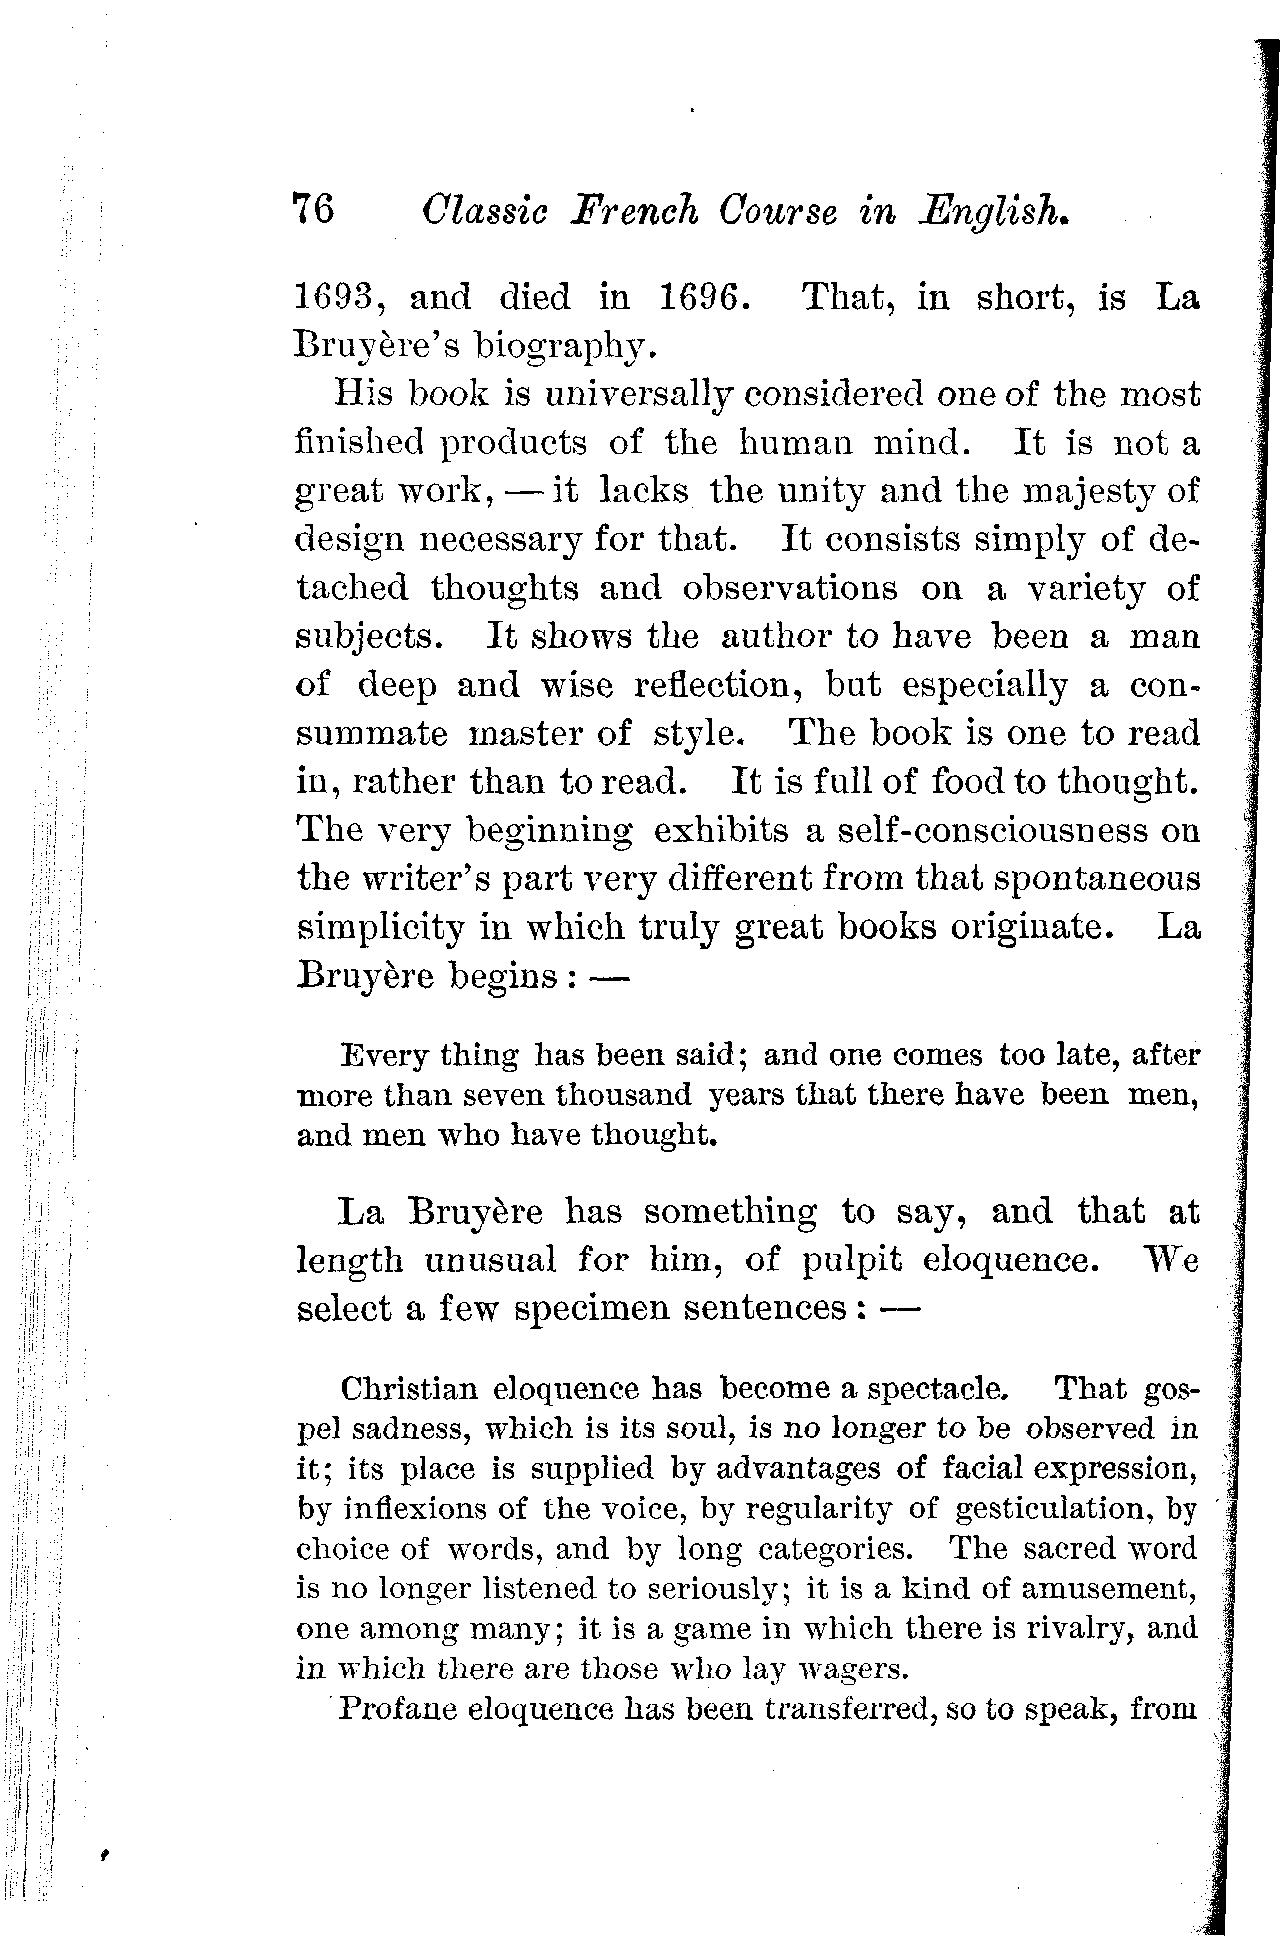 76 Classic French Course in English.
1693, and died in 1696. That, in short, is La
Bruyère's biography.
His book is universally considered one of the most
finished products of the human mind. It is not a
great work, — it lacks the unity and the majesty of
design necessary for that. It consists simply of de-
tached thoughts and observations on a variety of
subjects. It shows the author to have been a man
of deep and wise reflection, but especially a con-
summate master of style. The book is one to read
in, rather than to read. It is full of food to thought.
The very beginning exhibits a self-consciousness on
the writer's part very different from that spontaneous
simplicity in which truly great books originate. La
Bruyère begins: —
Every thing has been said; and one comes too late, after
more than seven thousand years that there have been men,
and men who have thought.
La Bruyère has something to say, and that at
length unusual for him, of pulpit eloquence. We
select a few specimen sentences: —
Christian eloquence has become a spectacle. That gos-
pel sadness, which is its soul, is no longer to be observed in
it; its place is supplied by advantages of facial expression,
by inflexions of the voice, by regularity of gesticulation, by
choice of words, and by long categories. The sacred word
is no longer listened to seriously; it is a kind of amusement,
one among many; it is a game in which there is rivalry, and
in which there are those who lay wagers.
Profane eloquence has been transferred, so to speak, from